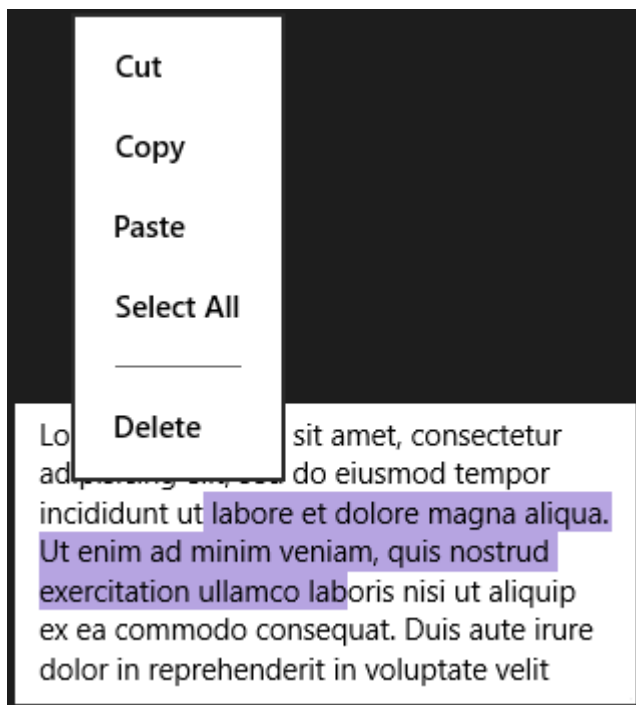 Cut
Copy
Paste
Select All
Delete
Lo sit amet, consectetur
ad do eiusmod tempor
incididunt ut labore et dolore magna aliqua.
Ut enim ad minim veniam, quis nostrud
exercitation ullamco laboris nisi ut aliquip
ex ea commodo consequat. Duis aute irure
dolor in reprehenderit in voluptate velit